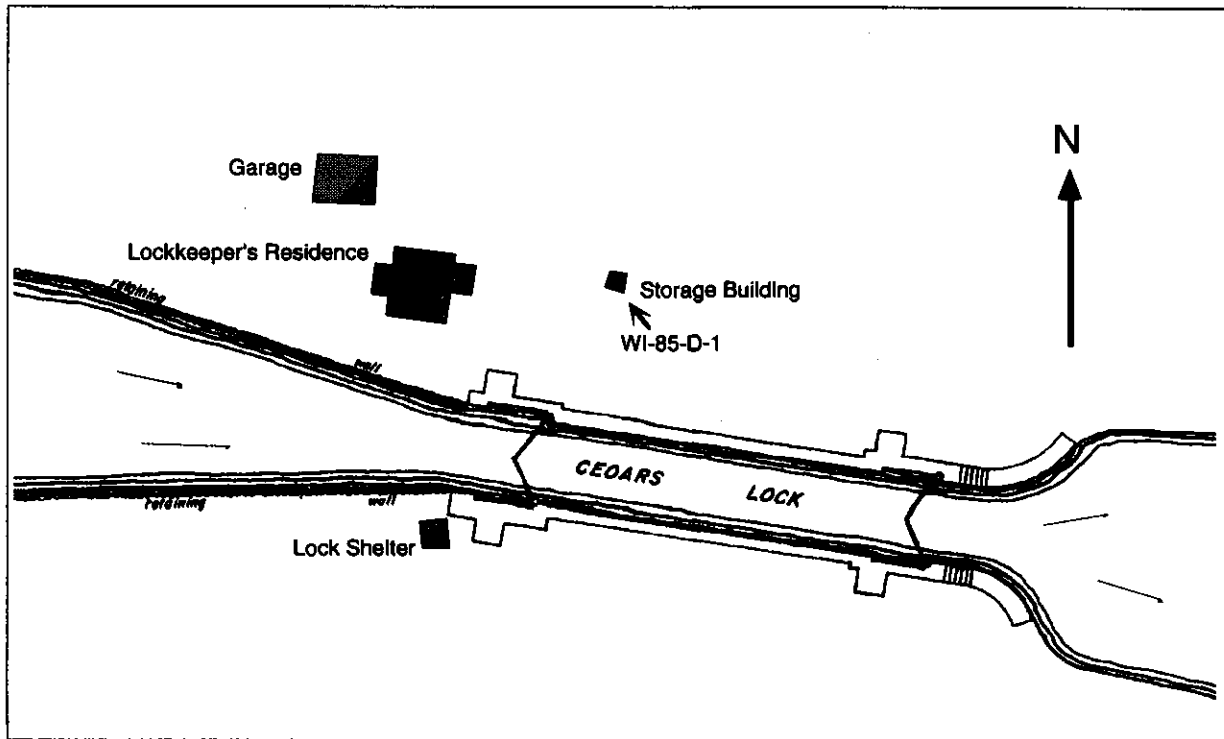 N
Garage
Lockkeeper's Residence
Storage Building
WI-85-D-1
retaining
wall
CEOARS LOCK
retaining wall
Lock Shelter